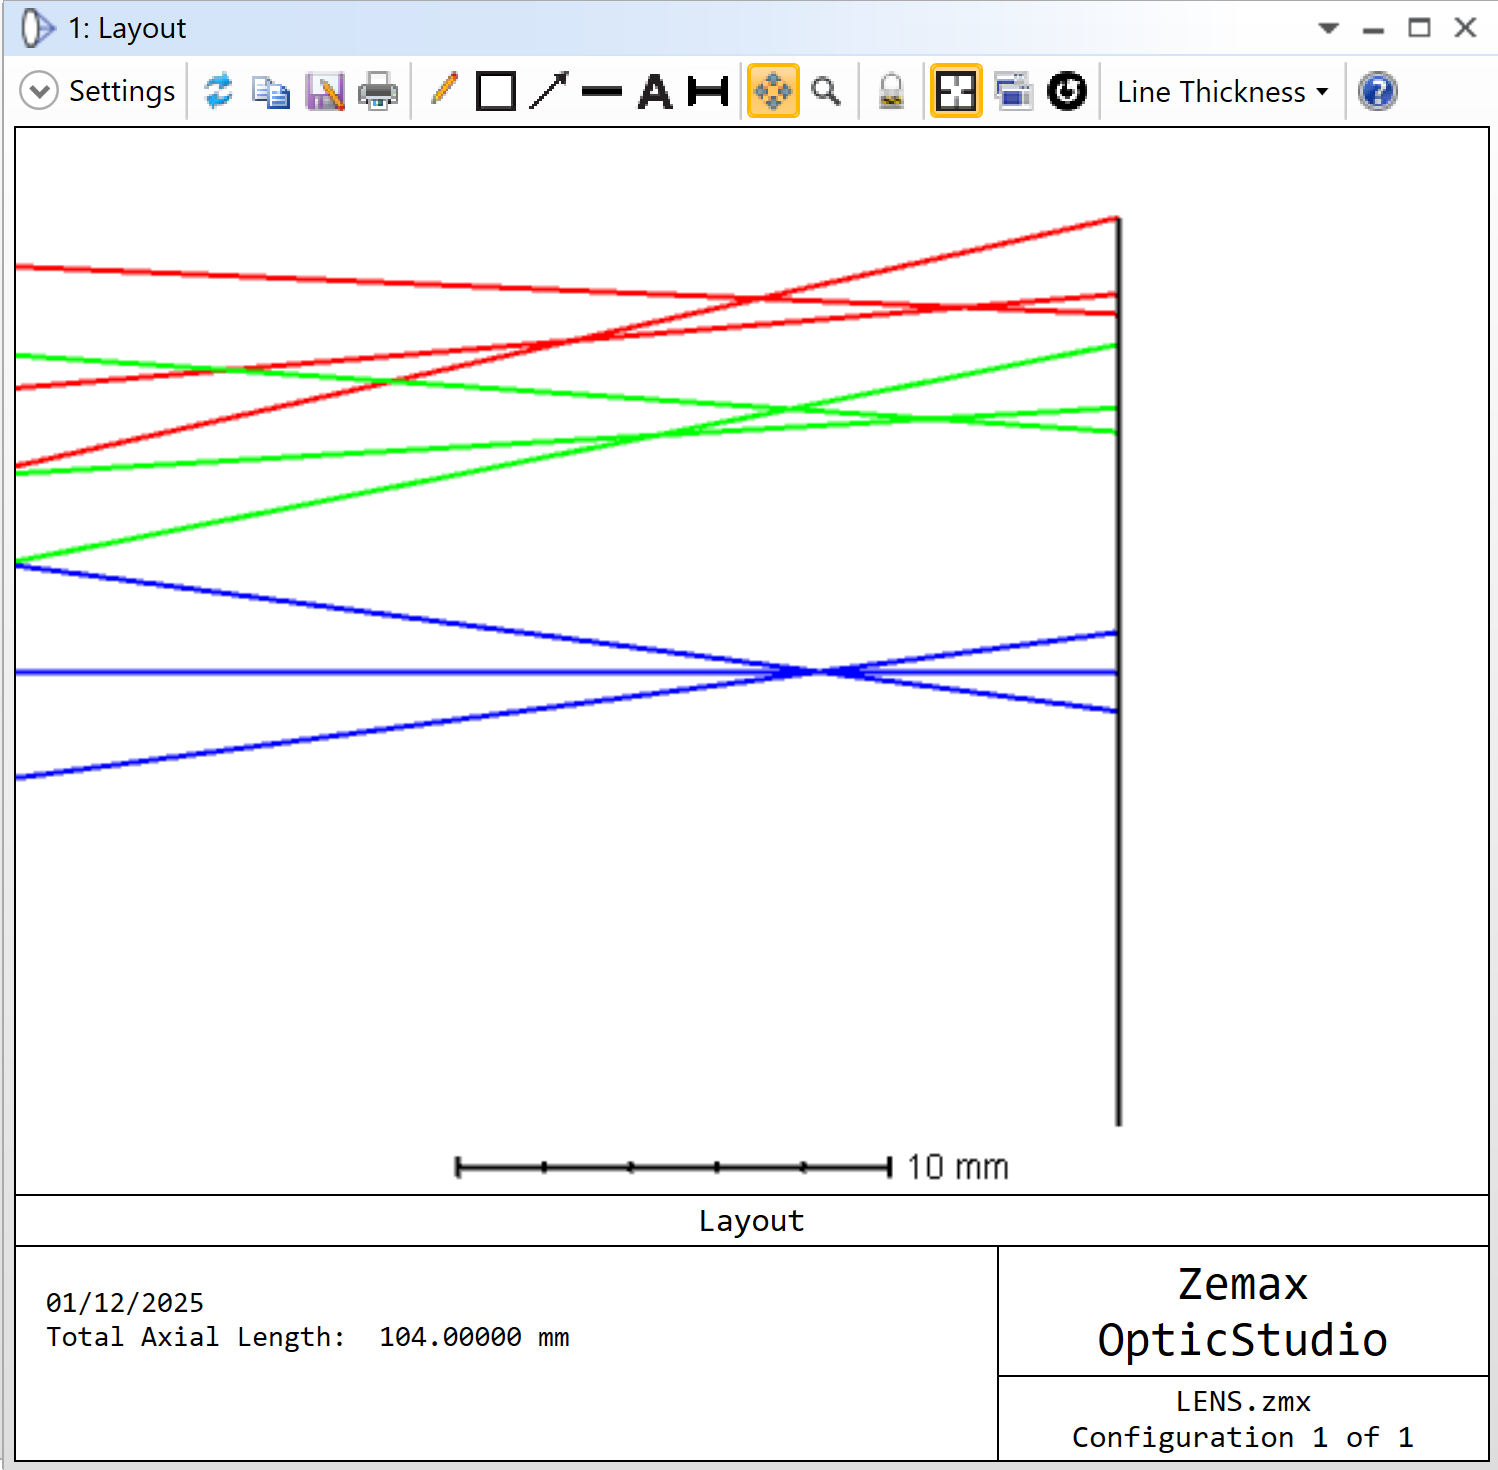 1: Layout
Settings
A
Line Thickness
?
10 mm
Layout
01/12/2025
Total Axial Length: 104.00000 mm
Zemax
OpticStudio
LENS.zmx
Configuration 1 of 1